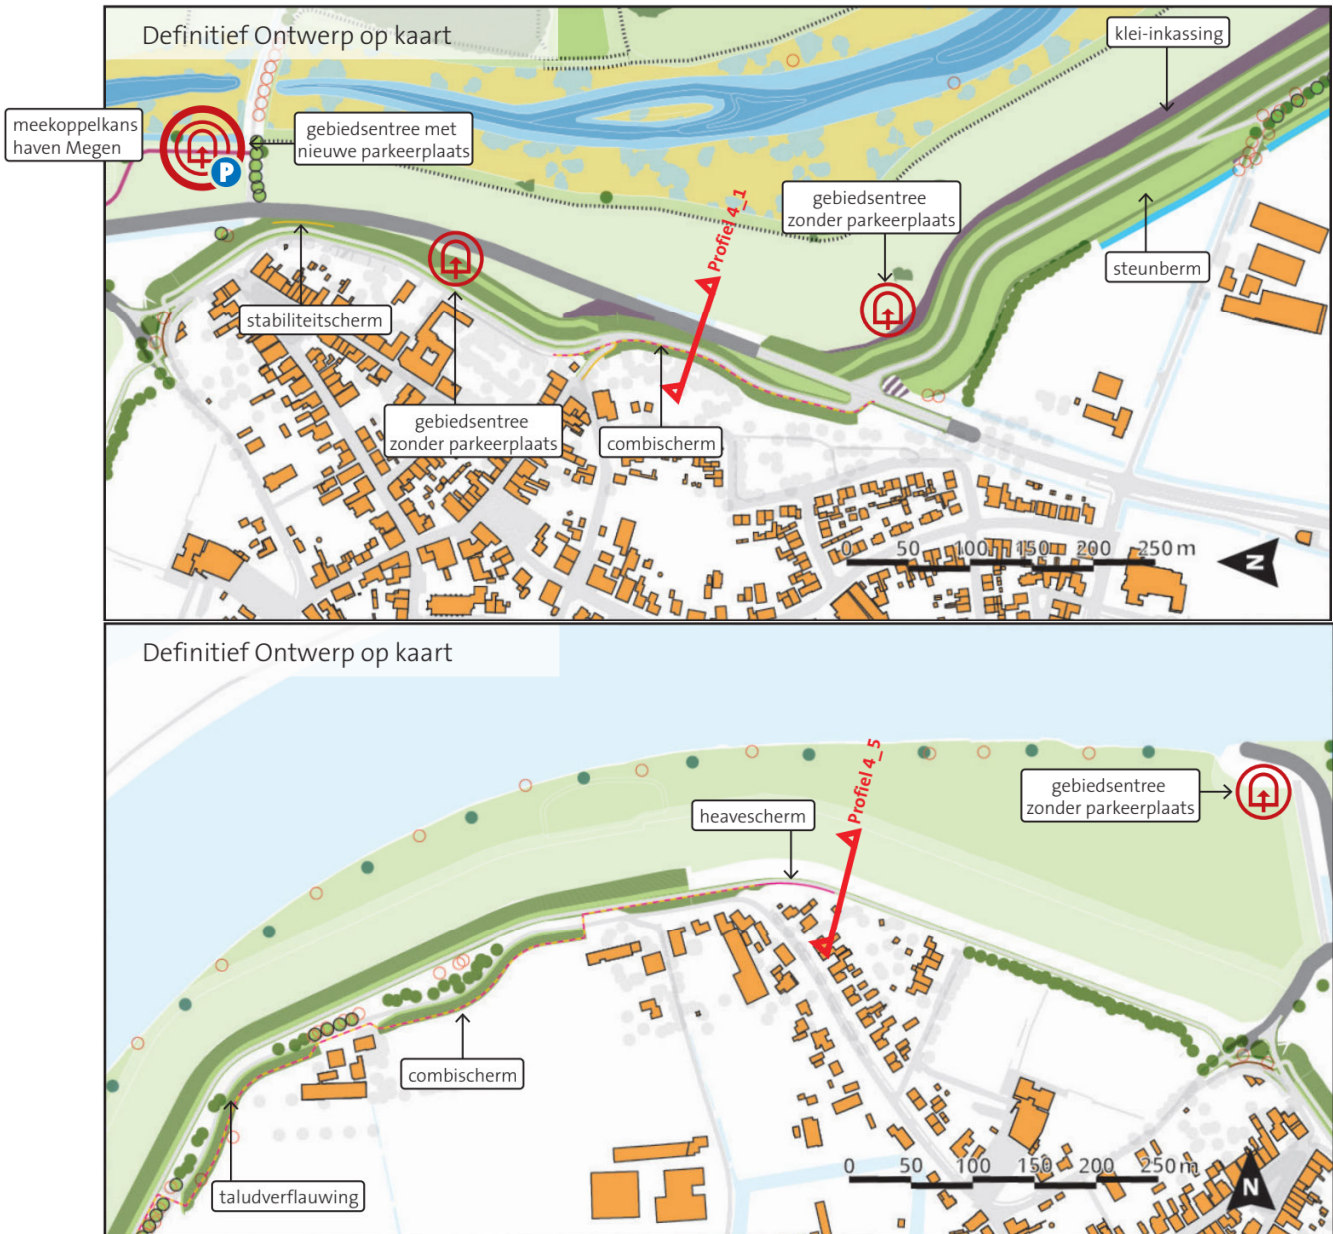 Definitief Ontwerp op kaart
klei-inkassing
meekoppelkans
haven Megen
gebiedsentree met
nieuwe parkeerplaats
P
gebiedsentree
zonder parkeerplaats
Profiel 4_1
steunberm
stabiliteitscherm
gebiedsentree
zonder parkeerplaats
combischerm
0 50 100 150 200 250 m
N
Definitief Ontwerp op kaart
Profiel 4_5
gebiedsentree
zonder parkeerplaats
heavescherm
combischerm
taludverflauwing
0 50 100 150 200 250 m
N